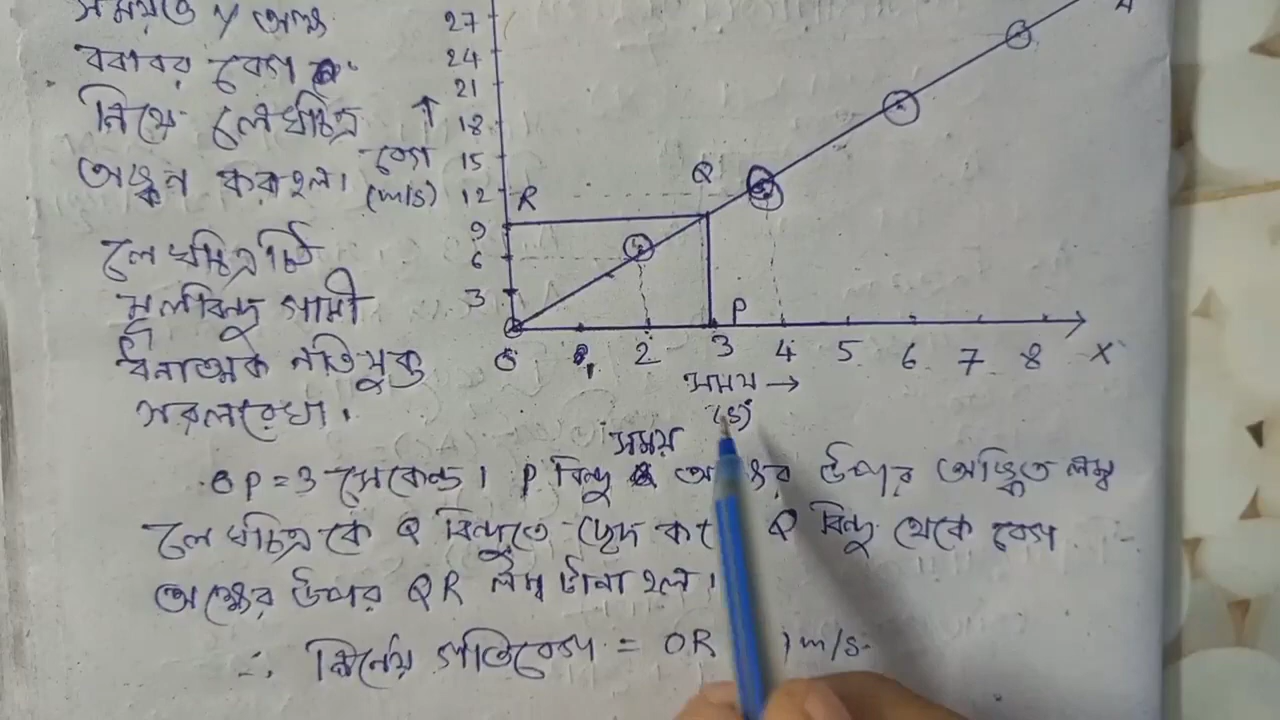 সময়তে y অক্ষ
বরাবর বেগ
নিয়ে লেখচিত্র
অঙ্কন করা হল।
লেখচিত্রটি
মূলবিন্দু গামী
ধনাত্মক নতিযুক্ত
সরলরেখা।
27
24
21
18
15
12
9
6
3
↑
বেগ
(m/s)
R
Q
P
A
0 1 2 3 4 5 6 7 8 X
সময় →
(s)
সময়
OP = 3 সেকেন্ড। P বিন্দু উপর অঙ্কিত লম্ব
লেখচিত্রকে Q বিন্দুতে ছেদ করে Q বিন্দু থেকে বেগ
অক্ষের উপর QR লম্ব টানা হল।
∴ নির্নেয় গতিবেগ = OR m/s.